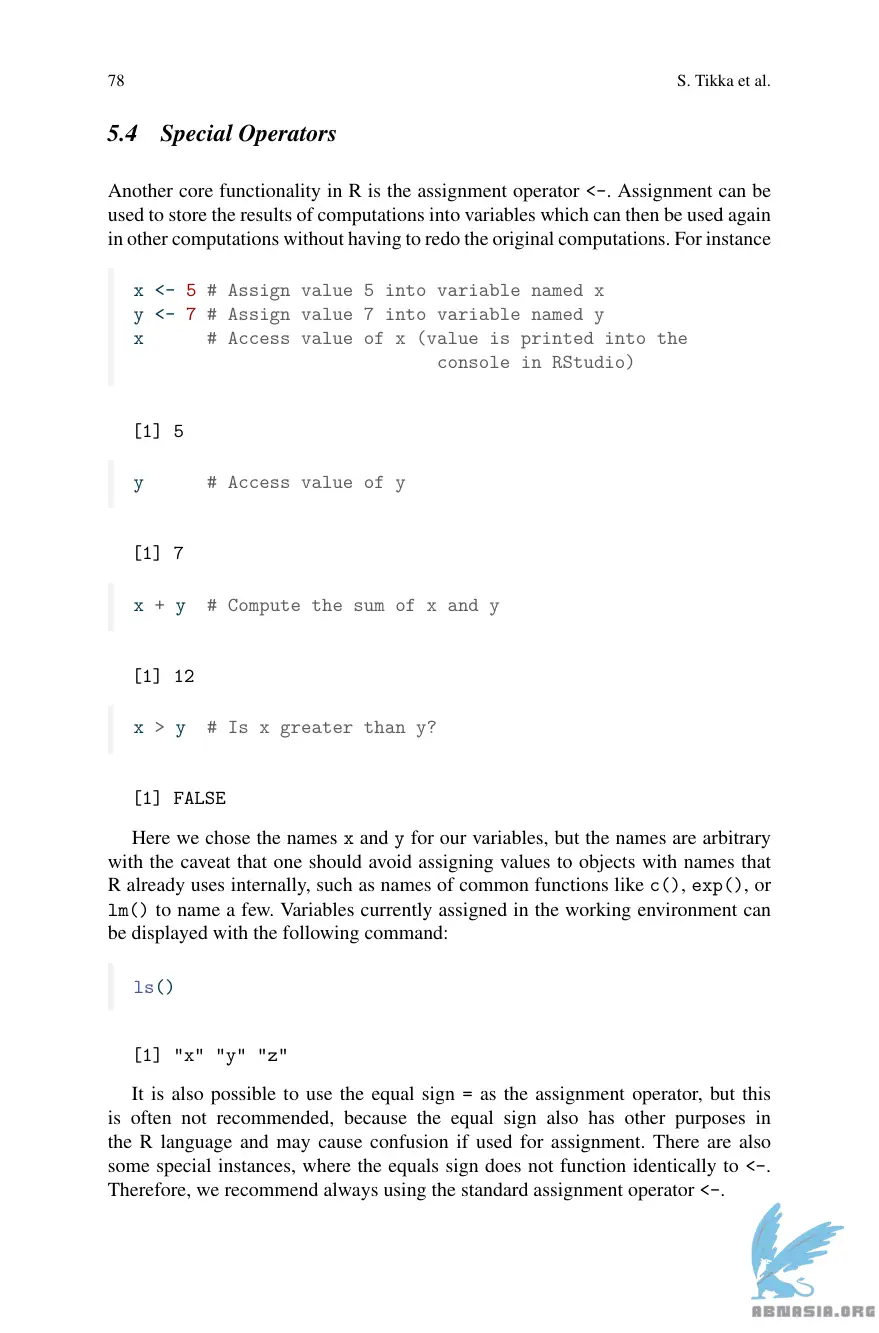 78 S. Tikka et al.
5.4 Special Operators
Another core functionality in R is the assignment operator <-. Assignment can be
used to store the results of computations into variables which can then be used again
in other computations without having to redo the original computations. For instance
x <- 5 # Assign value 5 into variable named x
y <- 7 # Assign value 7 into variable named y
x      # Access value of x (value is printed into the
                             console in RStudio)
[1] 5
y      # Access value of y
[1] 7
x + y  # Compute the sum of x and y
[1] 12
x > y  # Is x greater than y?
[1] FALSE
Here we chose the names x and y for our variables, but the names are arbitrary
with the caveat that one should avoid assigning values to objects with names that
R already uses internally, such as names of common functions like c(), exp(), or
lm() to name a few. Variables currently assigned in the working environment can
be displayed with the following command:
ls()
[1] "x" "y" "z"
It is also possible to use the equal sign = as the assignment operator, but this
is often not recommended, because the equal sign also has other purposes in
the R language and may cause confusion if used for assignment. There are also
some special instances, where the equals sign does not function identically to <-.
Therefore, we recommend always using the standard assignment operator <-.
ABNASIA.ORG